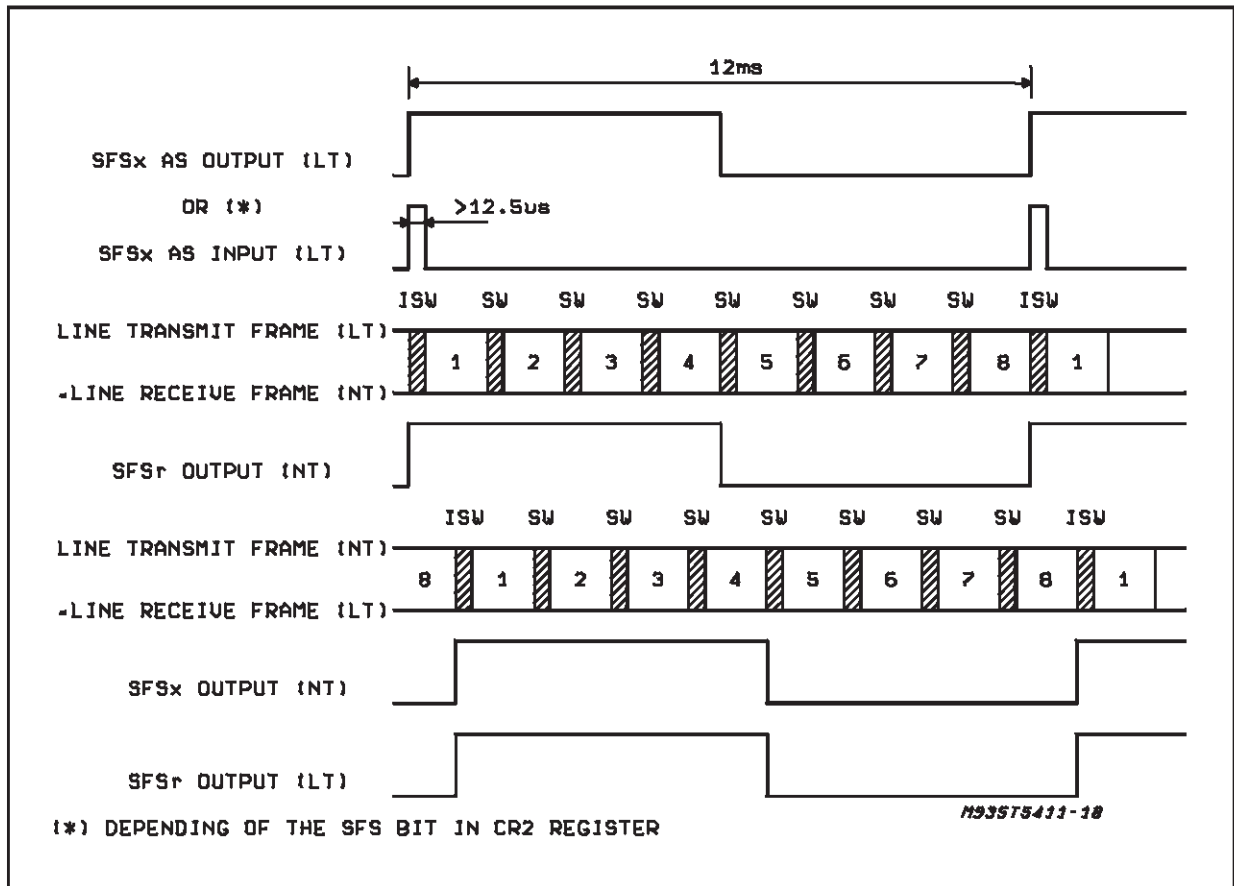 12ms
SFSx AS OUTPUT (LT)
OR (*)
>12.5us
SFSx AS INPUT (LT)
ISW SW SW SW SW SW SW SW ISW
LINE TRANSMIT FRAME (LT)
1 2 3 4 5 6 7 8 1
LINE RECEIVE FRAME (NT)
SFSr OUTPUT (NT)
ISW SW SW SW SW SW SW SW ISW
LINE TRANSMIT FRAME (NT)
8 1 2 3 4 5 6 7 8 1
LINE RECEIVE FRAME (LT)
SFSx OUTPUT (NT)
SFSr OUTPUT (LT)
M93ST5411-18
(*) DEPENDING OF THE SFS BIT IN CR2 REGISTER